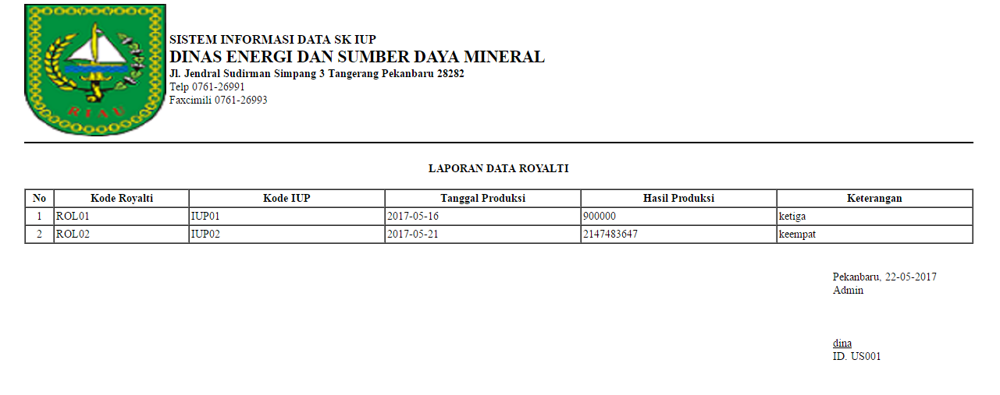 RIAU
SISTEM INFORMASI DATA SK IUP
DINAS ENERGI DAN SUMBER DAYA MINERAL
Jl. Jendral Sudirman Simpang 3 Tangerang Pekanbaru 28282
Telp 0761-26991
Faxcimili 0761-26993
LAPORAN DATA ROYALTI
No Kode Royalti Kode IUP Tanggal Produksi Hasil Produksi Keterangan
1 ROL01 IUP01 2017-05-16 900000 ketiga
2 ROL02 IUP02 2017-05-21 2147483647 keempat
Pekanbaru, 22-05-2017
Admin
dina
ID. US001